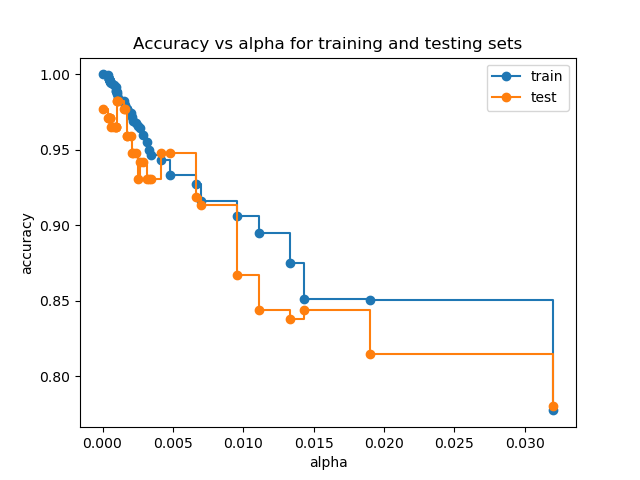 Accuracy vs alpha for training and testing sets
train
test
1.00
0.95
0.90
0.85
0.80
accuracy
0.000
0.005
0.010
0.015
0.020
0.025
0.030
alpha